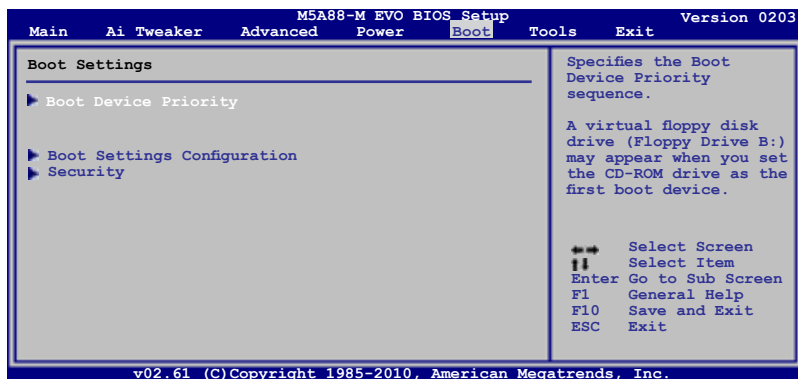 M5A88-M EVO BIOS Setup Version 0203
Main Ai Tweaker Advanced Power Boot Tools Exit
Boot Settings
Boot Device Priority
Boot Settings Configuration
Security
Specifies the Boot
Device Priority
sequence.
A virtual floppy disk
drive (Floppy Drive B:)
may appear when you set
the CD-ROM drive as the
first boot device.
Select Screen
Select Item
Enter Go to Sub Screen
F1 General Help
F10 Save and Exit
ESC Exit
v02.61 (C)Copyright 1985-2010, American Megatrends, Inc.